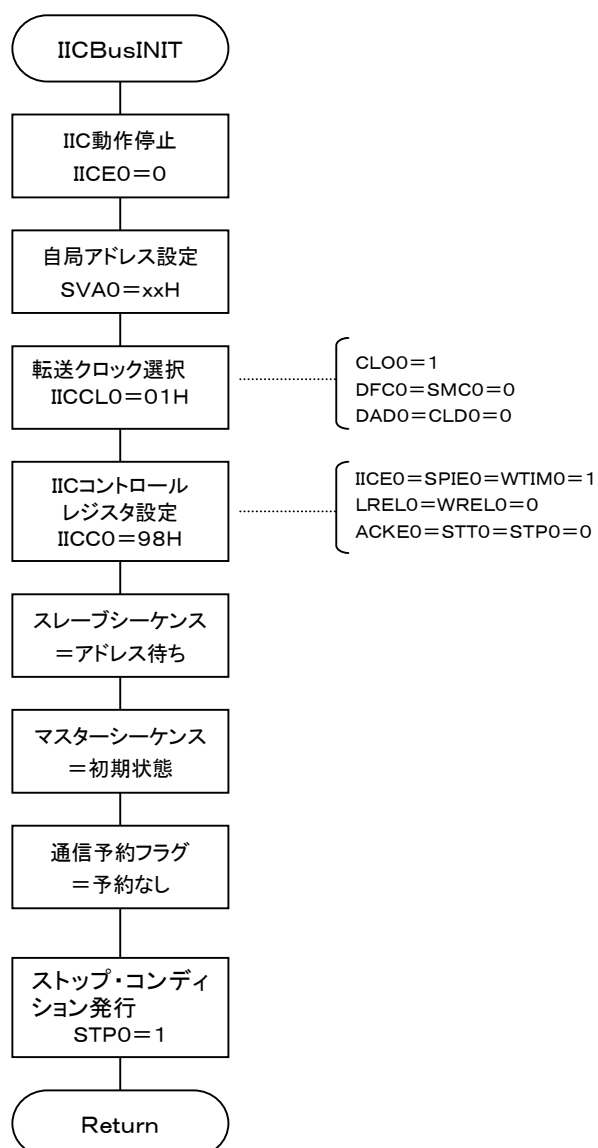 IICBusINIT
IIC動作停止
IICE0=0
自局アドレス設定
SVA0=xxH
転送クロック選択
IICCL0=01H
CL00=1
DFC0=SMC0=0
DAD0=CLD0=0
IICコントロール
レジスタ設定
IICC0=98H
IICE0=SPIE0=WTIM0=1
LREL0=WREL0=0
ACKE0=STT0=STP0=0
スレーブシーケンス
=アドレス待ち
マスターシーケンス
=初期状態
通信予約フラグ
=予約なし
ストップ・コンディ
ション発行
STP0=1
Return